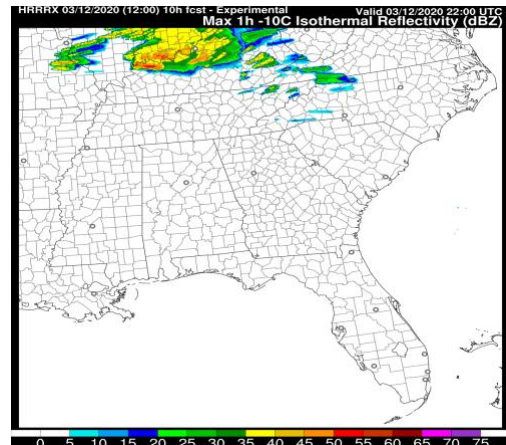 HRRRX 03/12/2020 (12:00) 10h fcst - Experimental Valid 03/12/2020 22:00 UTC
Max 1h -10C Isothermal Reflectivity (dBZ)
0 5 10 15 20 25 30 35 40 45 50 55 60 65 70 75